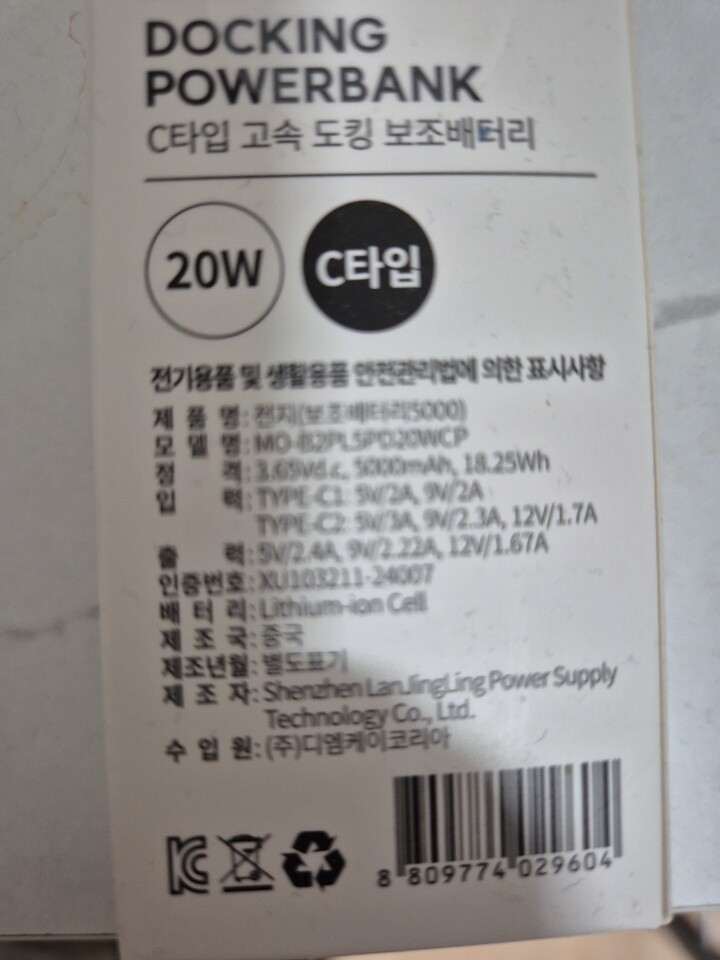 DOCKING
POWERBANK
C타입 고속 도킹 보조배터리
20W
C타입
전기용품 및 생활용품 안전관리법에 의한 표시사항
제 품 명: 전지(보조배터리5000)
모 델 명: MO-B2PLSPD20WCP
정 격: 3.65Vd.c, 5000mAh, 18.25Wh
입 력: TYPE-C1: 5V/2A, 9V/2A
TYPE-C2: 5V/3A, 9V/2.3A, 12V/1.7A
출 력: 5V/2.4A, 9V/2.22A, 12V/1.67A
인증번호: XU103211-24007
배 터 리: Lithium-ion Cell
제 조 국: 중국
제조년월: 별도표기
제 조 자: Shenzhen LanJingLing Power Supply
Technology Co., Ltd.
수 입 원: (주)디엠케이코리아
8 809774 029604